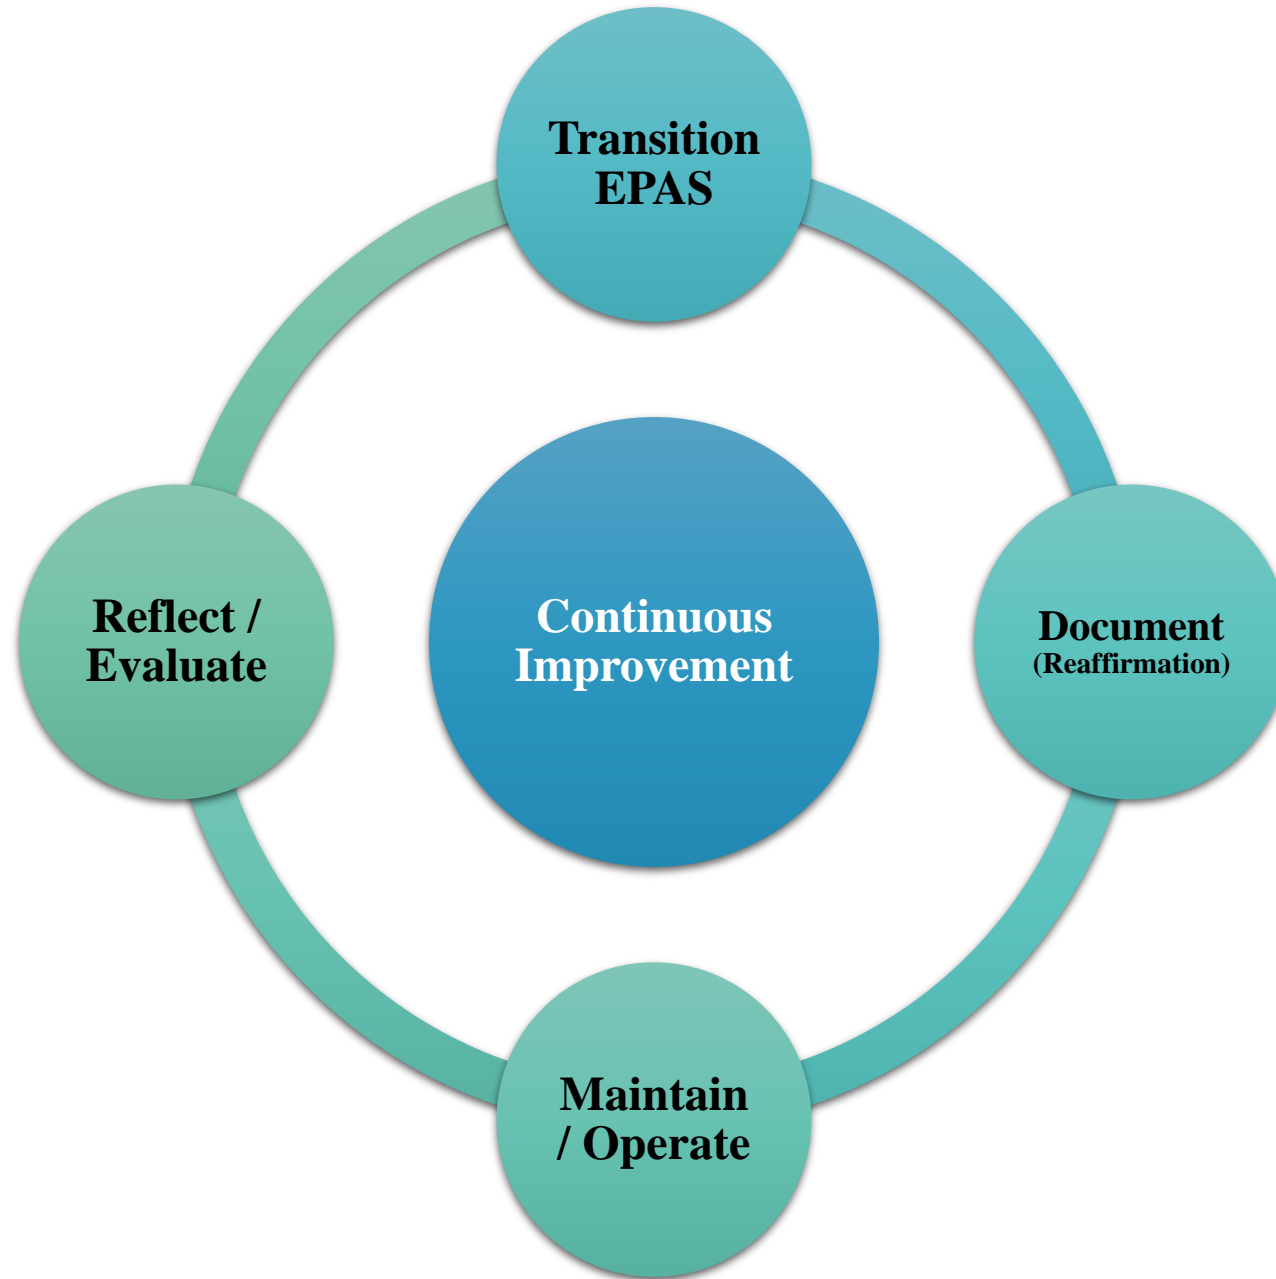 Transition
EPAS
Reflect /
Evaluate
Continuous
Improvement
Document
(Reaffirmation)
Maintain
/ Operate